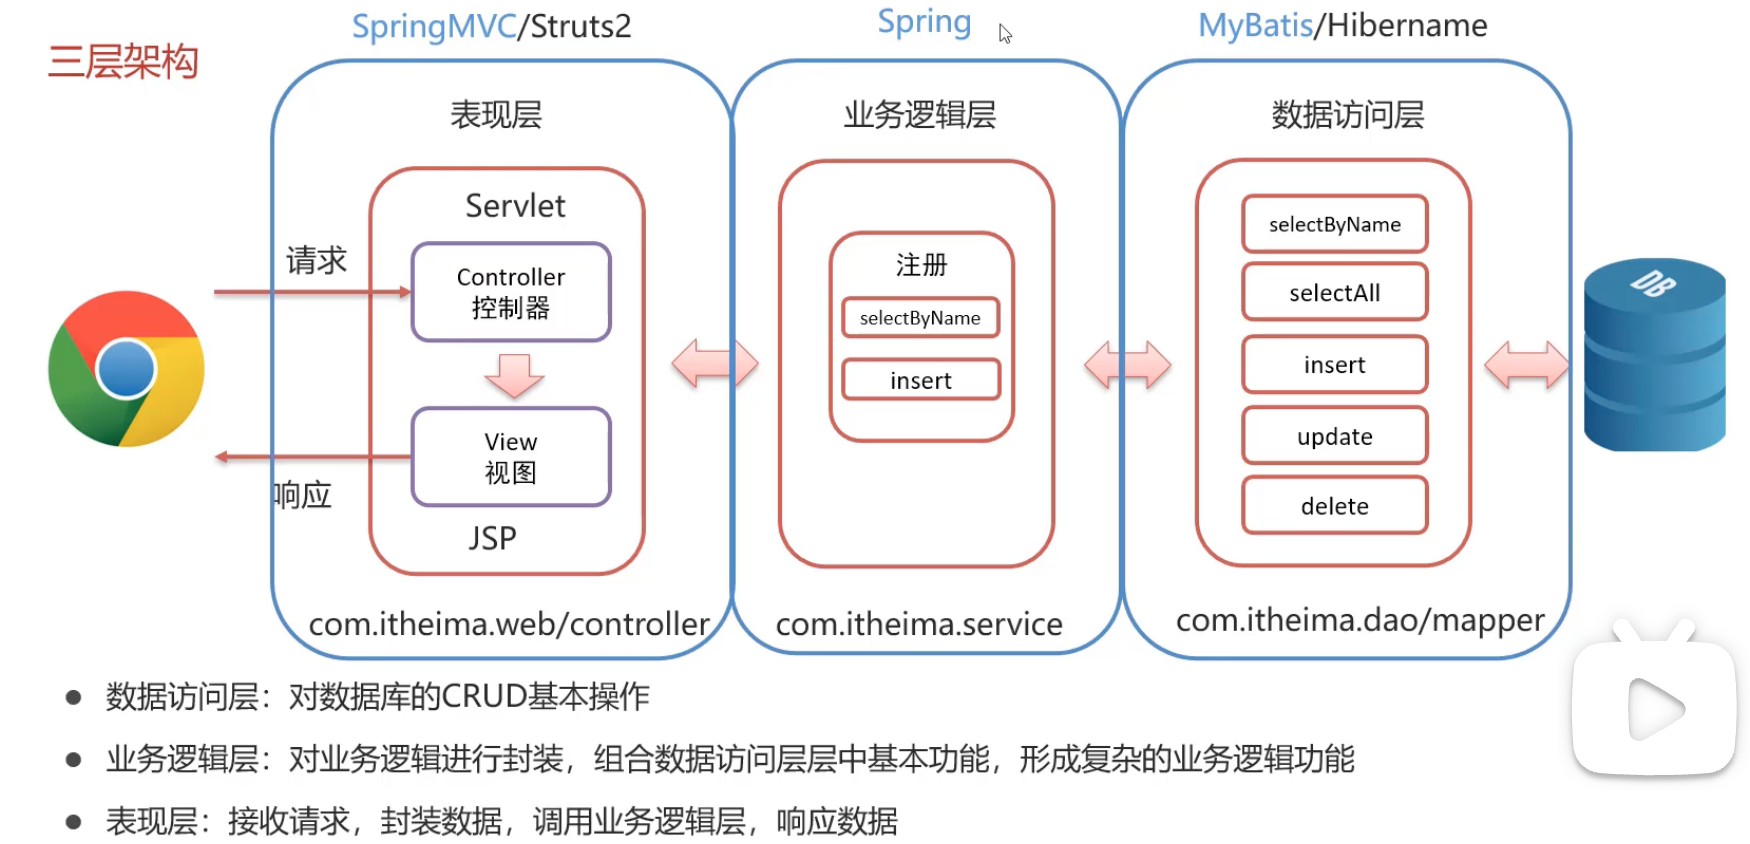 三层架构
SpringMVC/Struts2
Spring
MyBatis/Hibername
表现层
业务逻辑层
数据访问层
Servlet
请求
Controller
控制器
View
视图
响应
JSP
注册
selectByName
insert
selectByName
selectAll
insert
update
delete
DB
com.itheima.web/controller
com.itheima.service
com.itheima.dao/mapper
● 数据访问层：对数据库的CRUD基本操作
● 业务逻辑层：对业务逻辑进行封装，组合数据访问层层中基本功能，形成复杂的业务逻辑功能
● 表现层：接收请求，封装数据，调用业务逻辑层，响应数据